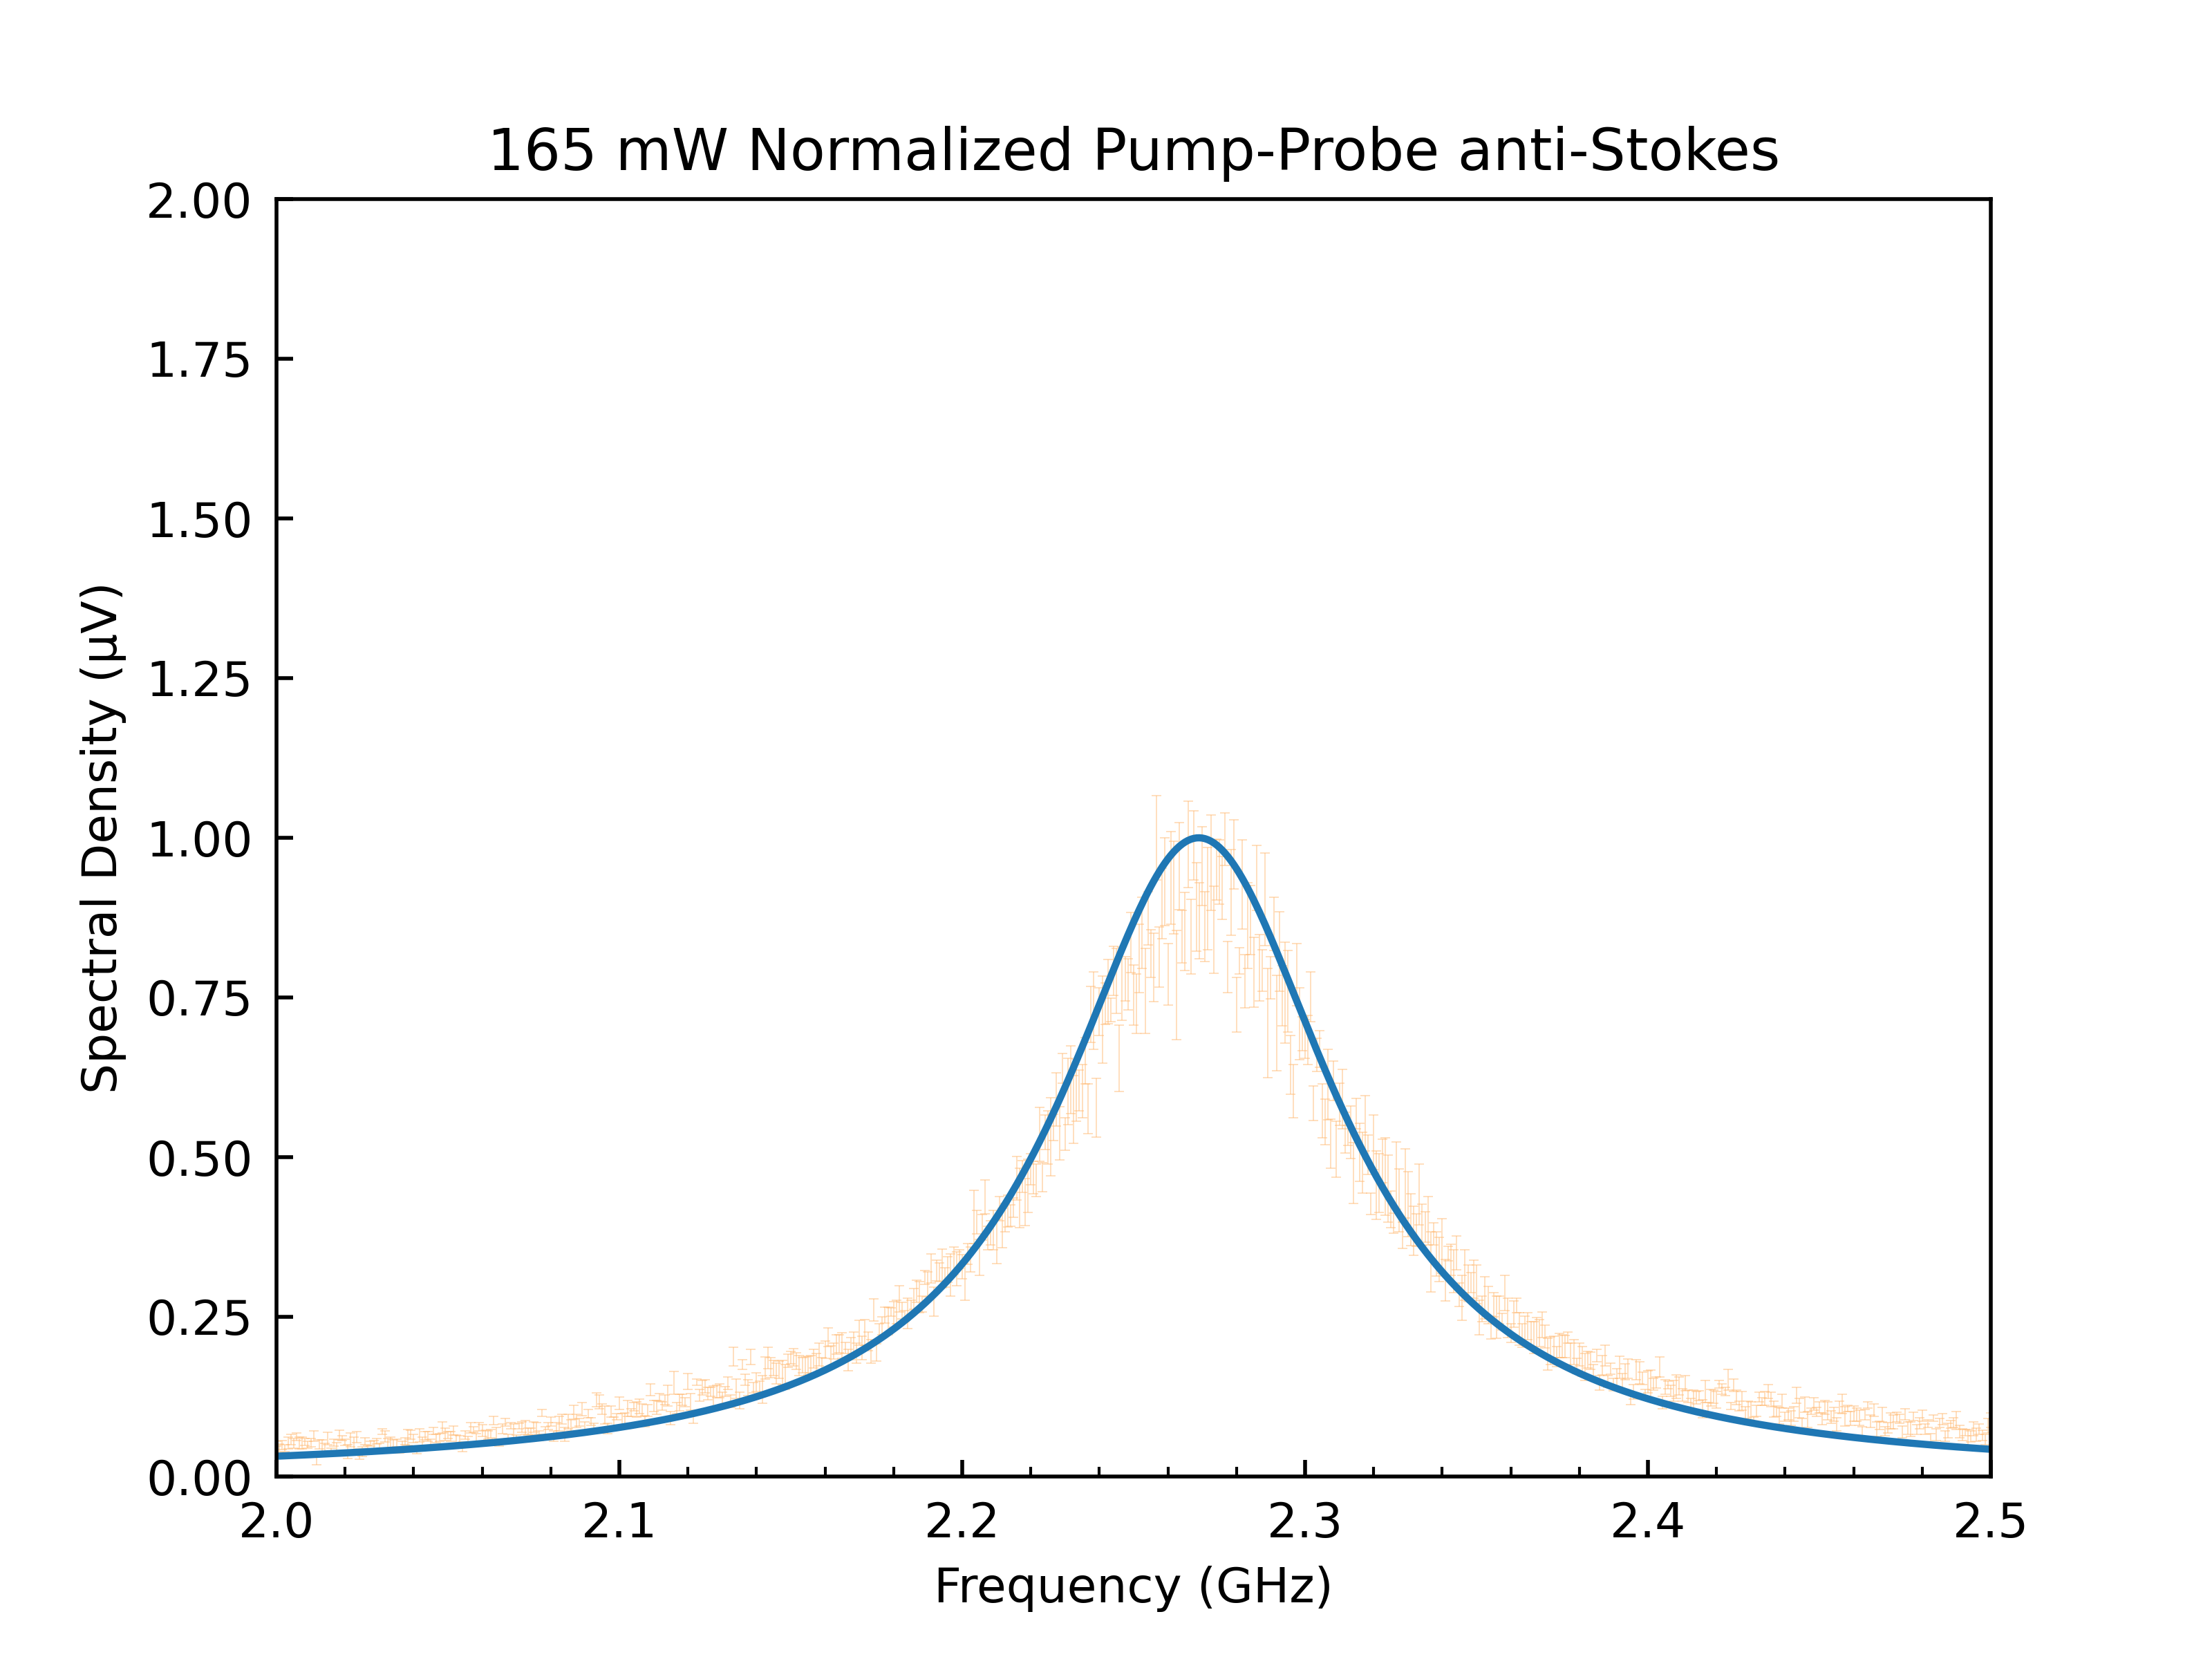 165 mW Normalized Pump-Probe anti-Stokes
2.00
1.75
1.50
1.25
1.00
0.75
0.50
0.25
0.00
Spectral Density (μV)
2.0 2.1 2.2 2.3 2.4 2.5
Frequency (GHz)